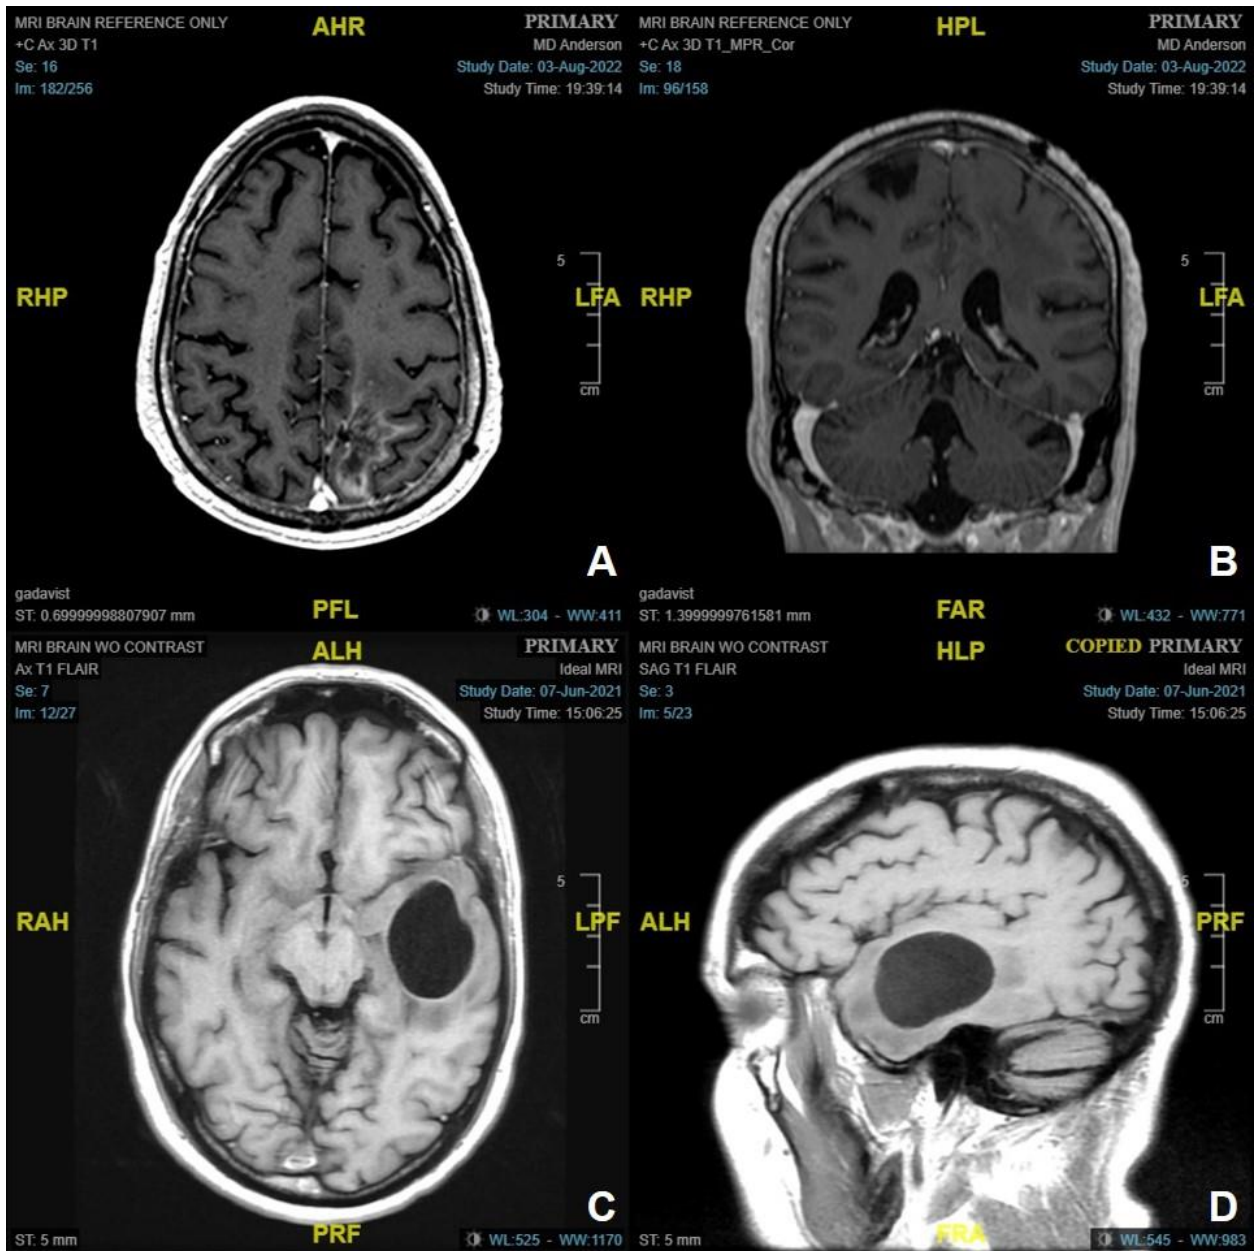 MRI BRAIN REFERENCE ONLY
+C Ax 3D T1
Se: 16
Im: 182/256
AHR
PRIMARY
MD Anderson
Study Date: 03-Aug-2022
Study Time: 19:39:14
RHP
5
LFA
cm
A
gadavist
ST: 0.69999998807907 mm
PFL
WL:304 - WW:411
MRI BRAIN REFERENCE ONLY
+C Ax 3D T1_MPR_Cor
Se: 18
Im: 96/158
HPL
PRIMARY
MD Anderson
Study Date: 03-Aug-2022
Study Time: 19:39:14
RHP
5
LFA
cm
B
gadavist
ST: 1.3999999761581 mm
FAR
WL:432 - WW:771
MRI BRAIN WO CONTRAST
Ax T1 FLAIR
Se: 7
Im: 12/27
ALH
PRIMARY
Ideal MRI
Study Date: 07-Jun-2021
Study Time: 15:06:25
RAH
5
LPF
cm
C
ST: 5 mm
PRF
WL:525 - WW:1170
MRI BRAIN WO CONTRAST
SAG T1 FLAIR
Se: 3
Im: 5/23
HLP
COPIED PRIMARY
Ideal MRI
Study Date: 07-Jun-2021
Study Time: 15:06:25
ALH
5
PRF
cm
D
ST: 5 mm
FRA
WL:545 - WW:983